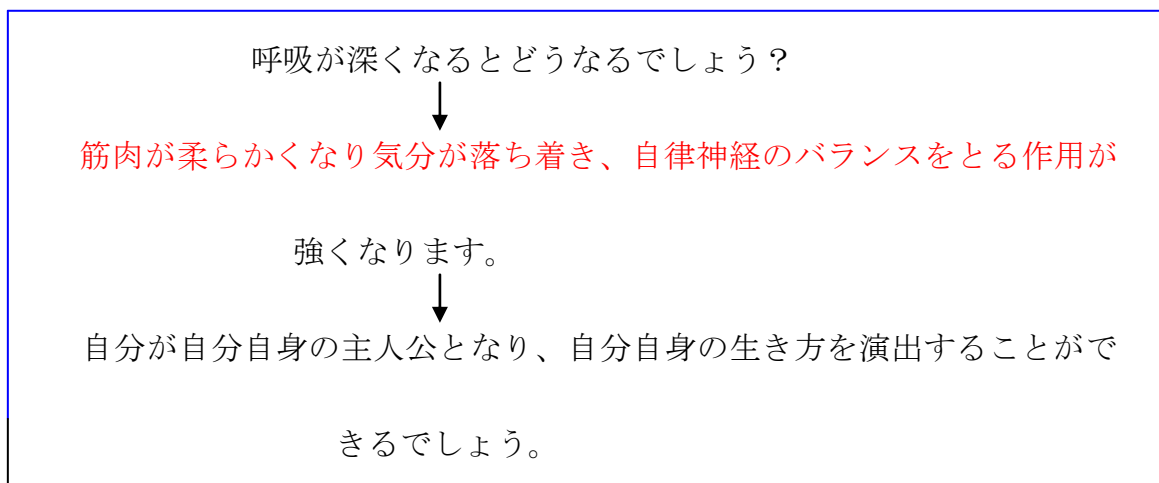 呼吸が深くなるとどうなるでしょう？
筋肉が柔らかくなり気分が落ち着き、自律神経のバランスをとる作用が
強くなります。
自分が自分自身の主人公となり、自分自身の生き方を演出することがで
きるでしょう。